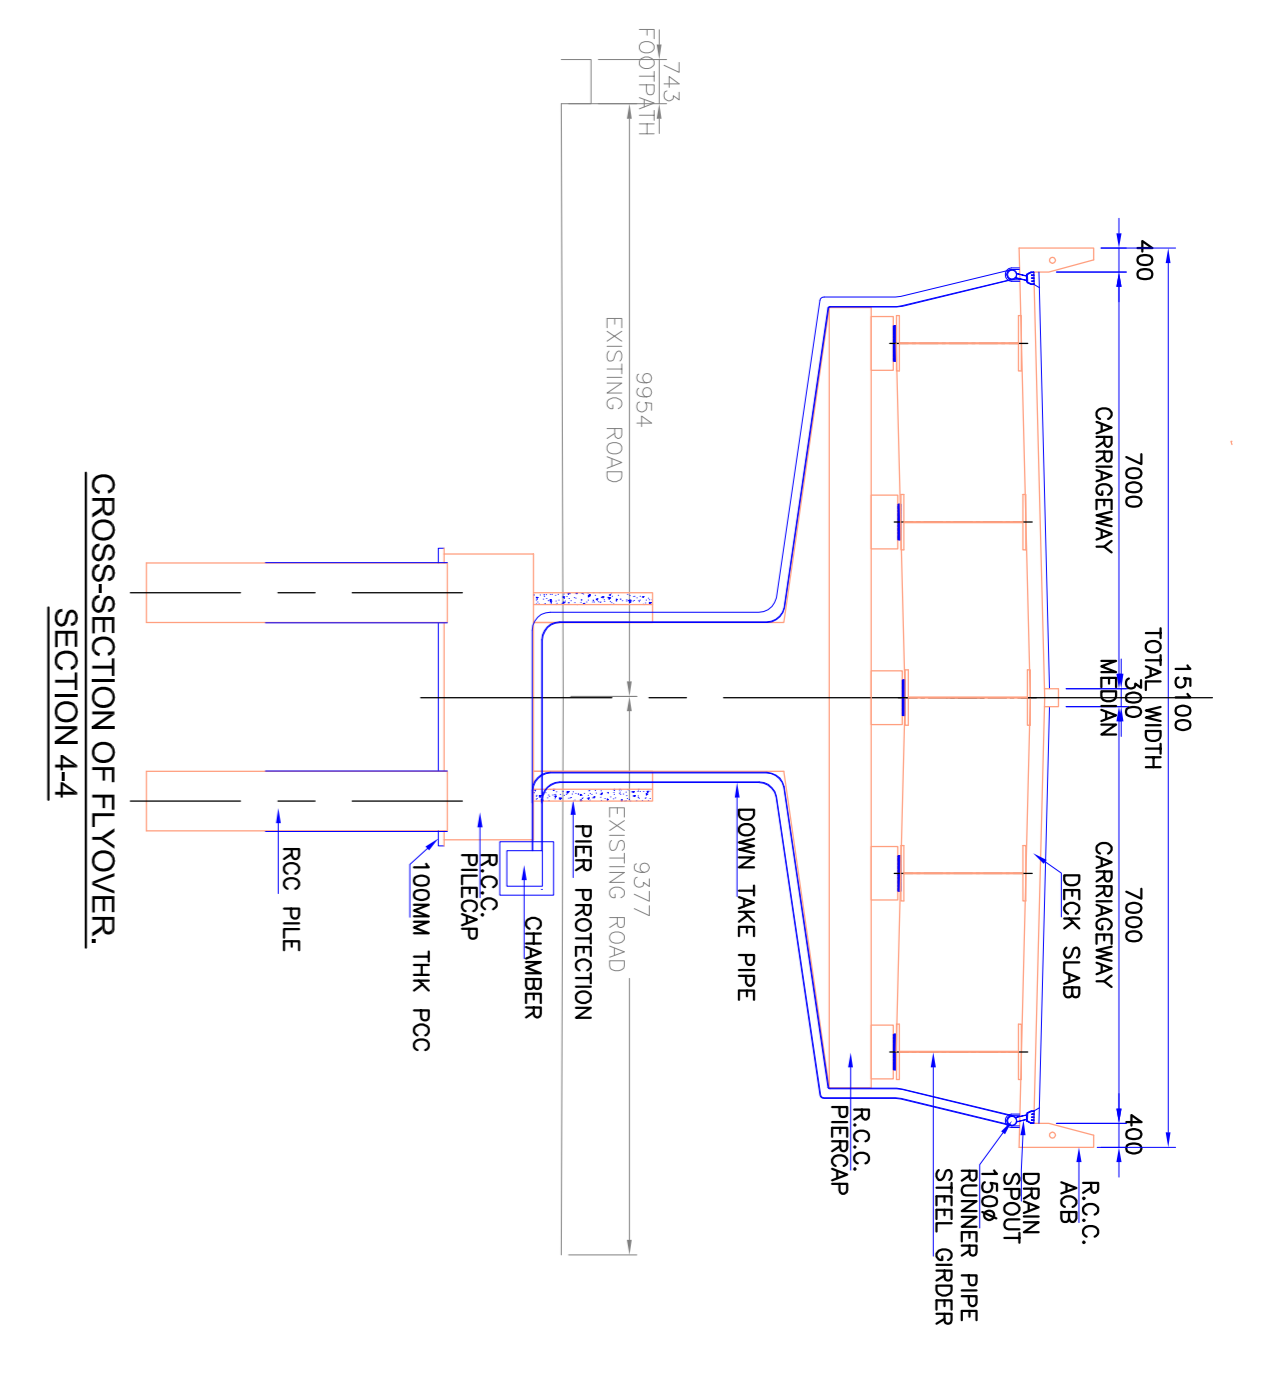 15100
TOTAL WIDTH
400
7000
CARRIAGEWAY
300
MEDIAN
7000
CARRIAGEWAY
400
R.C.C.
ACB
DECK SLAB
DRAIN
SPOUT
150ø
RUNNER PIPE
STEEL GIRDER
R.C.C.
PIERCAP
DOWN TAKE PIPE
743
FOOTPATH
9954
EXISTING ROAD
9377
EXISTING ROAD
PIER PROTECTION
CHAMBER
R.C.C.
PILECAP
100MM THK PCC
RCC PILE
CROSS-SECTION OF FLYOVER.
SECTION 4-4